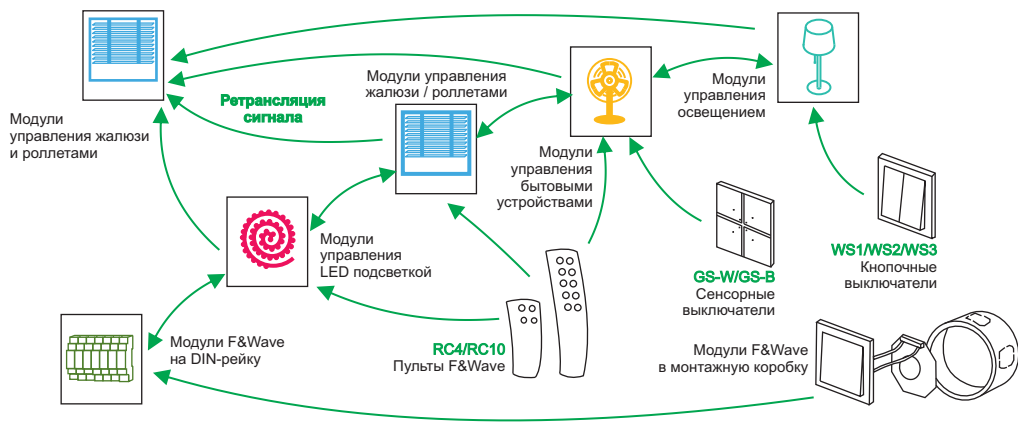 Модули
управления жалюзи
и роллетами
Ретрансляция
сигнала
Модули управления
жалюзи / роллетами
Модули
управления
бытовыми
устройствами
Модули
управления
освещением
Модули
управления
LED подсветкой
GS-W/GS-B
Сенсорные
выключатели
WS1/WS2/WS3
Кнопочные
выключатели
Модули F&Wave
на DIN-рейку
RC4/RC10
Пульты F&Wave
Модули F&Wave
в монтажную коробку